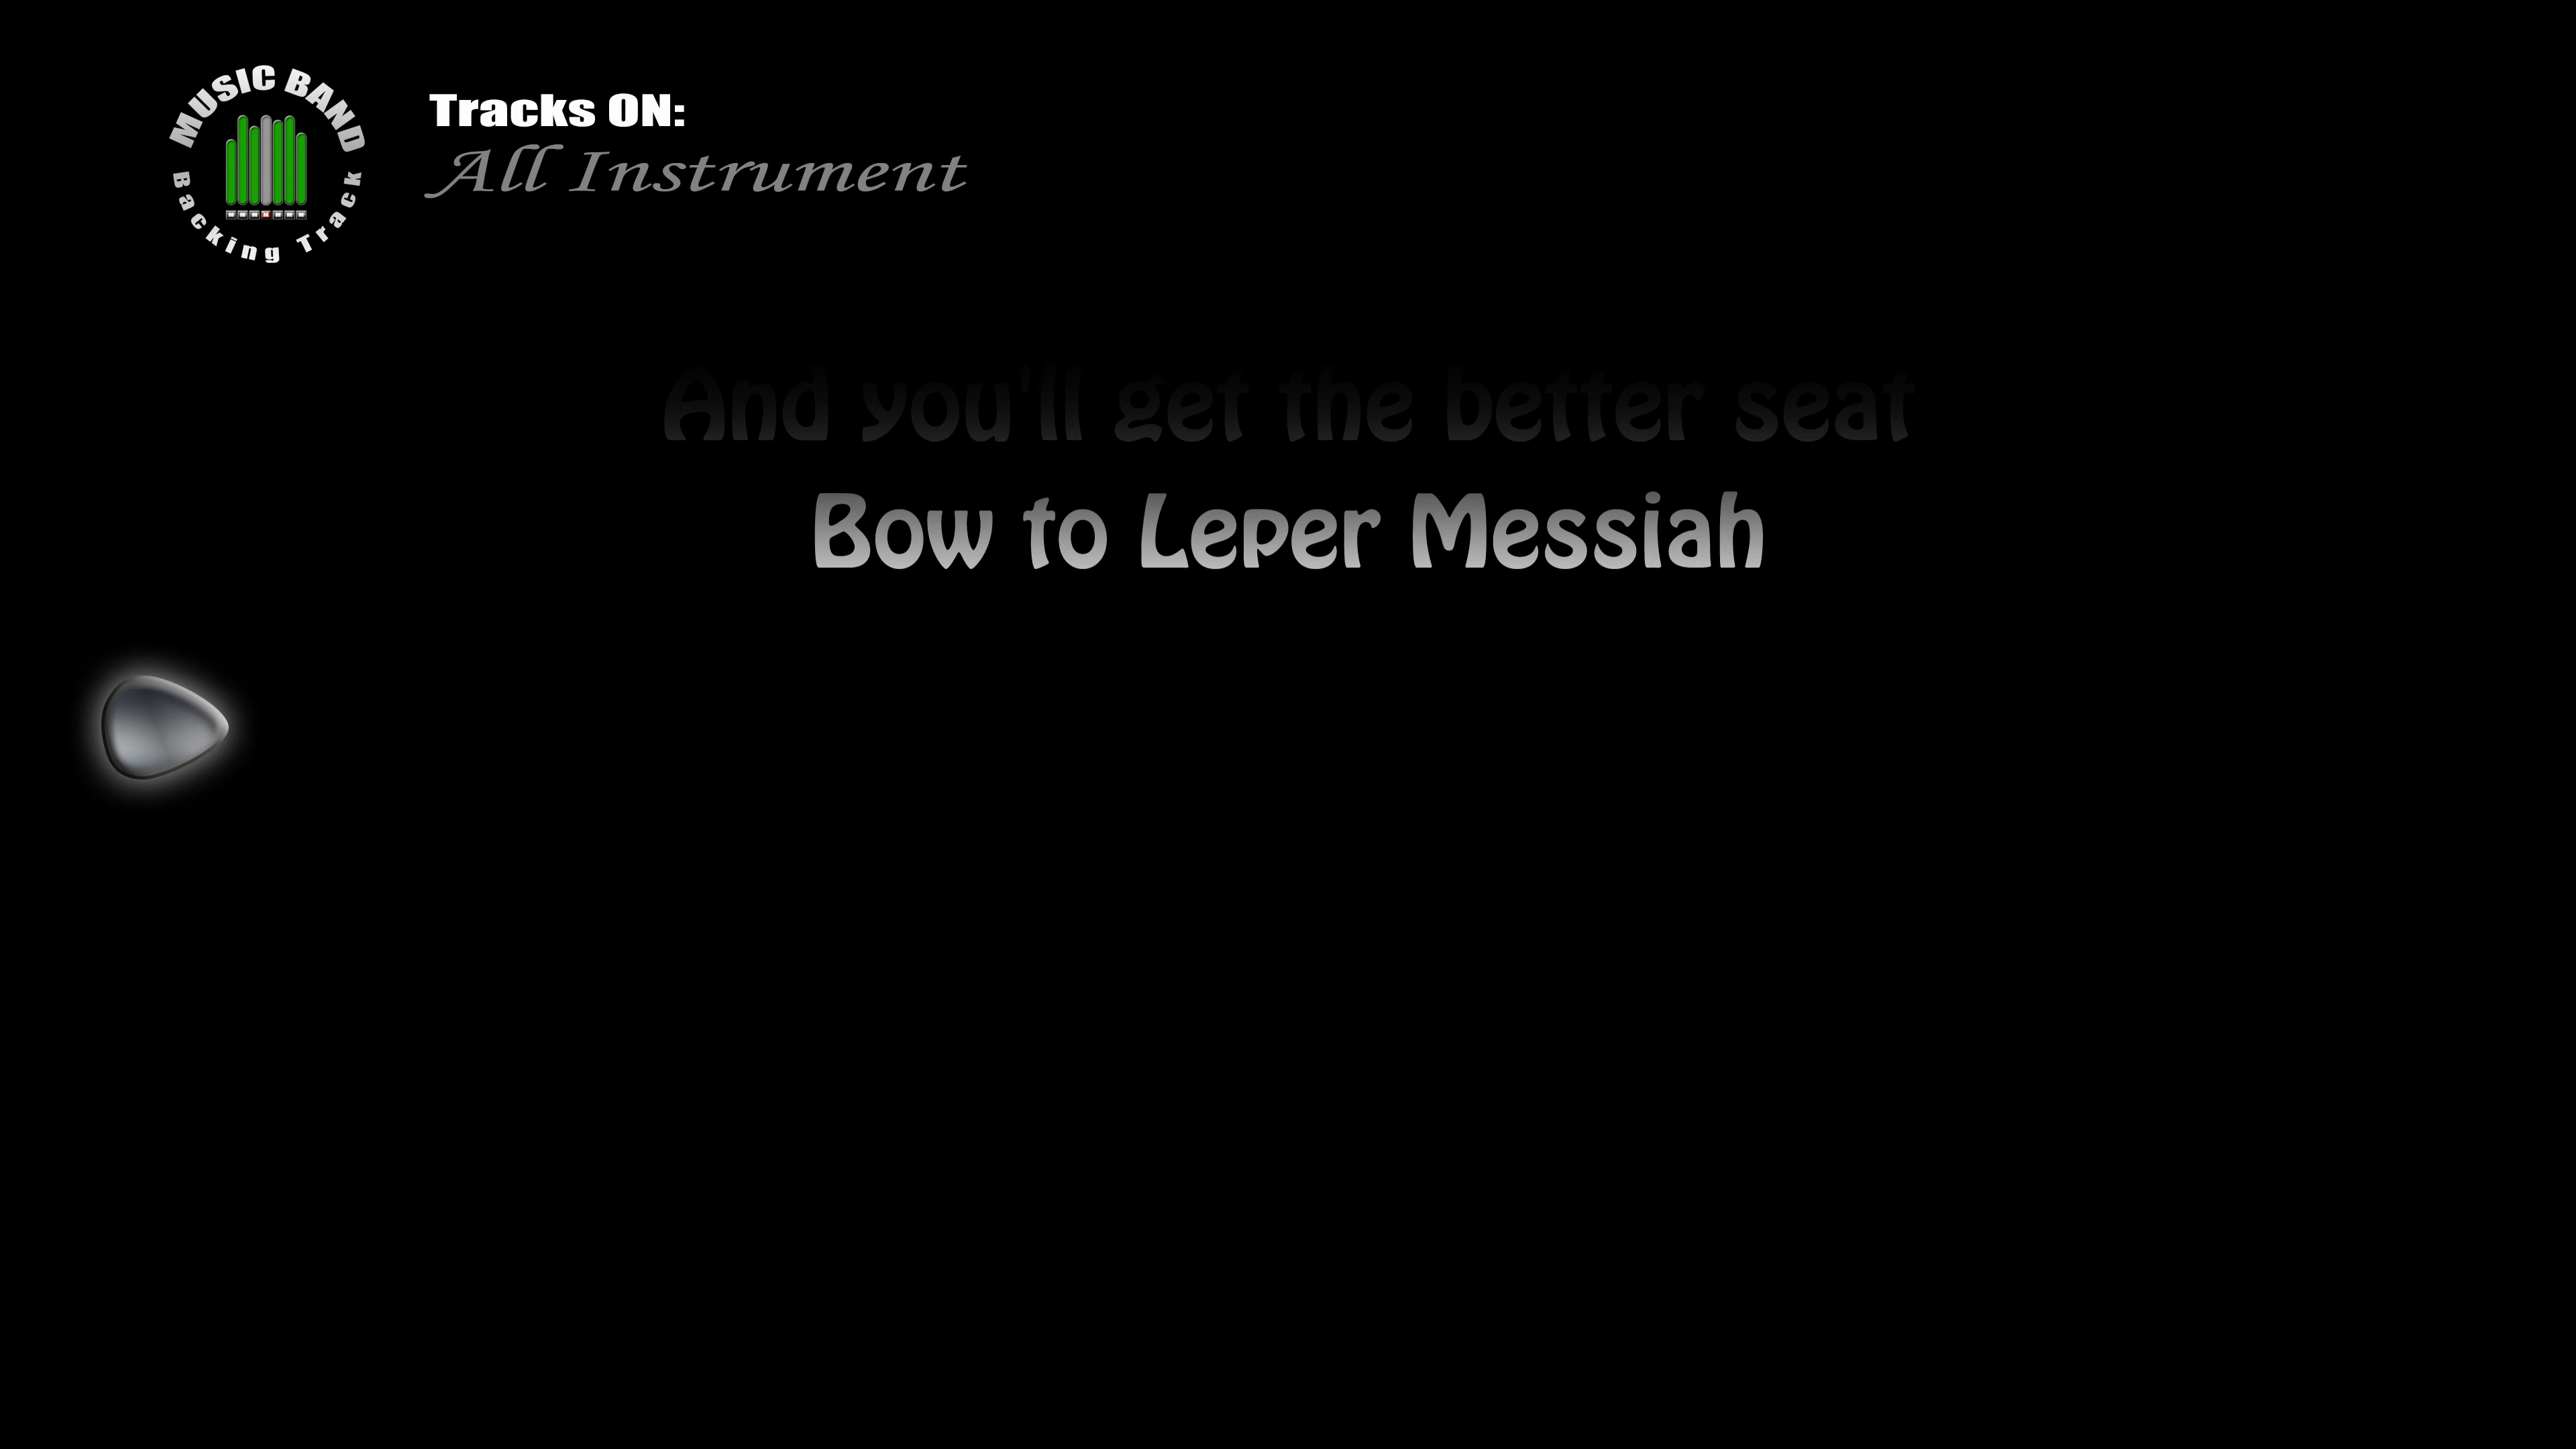 MUSIC BAND
Backing Track
Tracks ON:
All Instrument
And you'll get the better seat
Bow to Leper Messiah